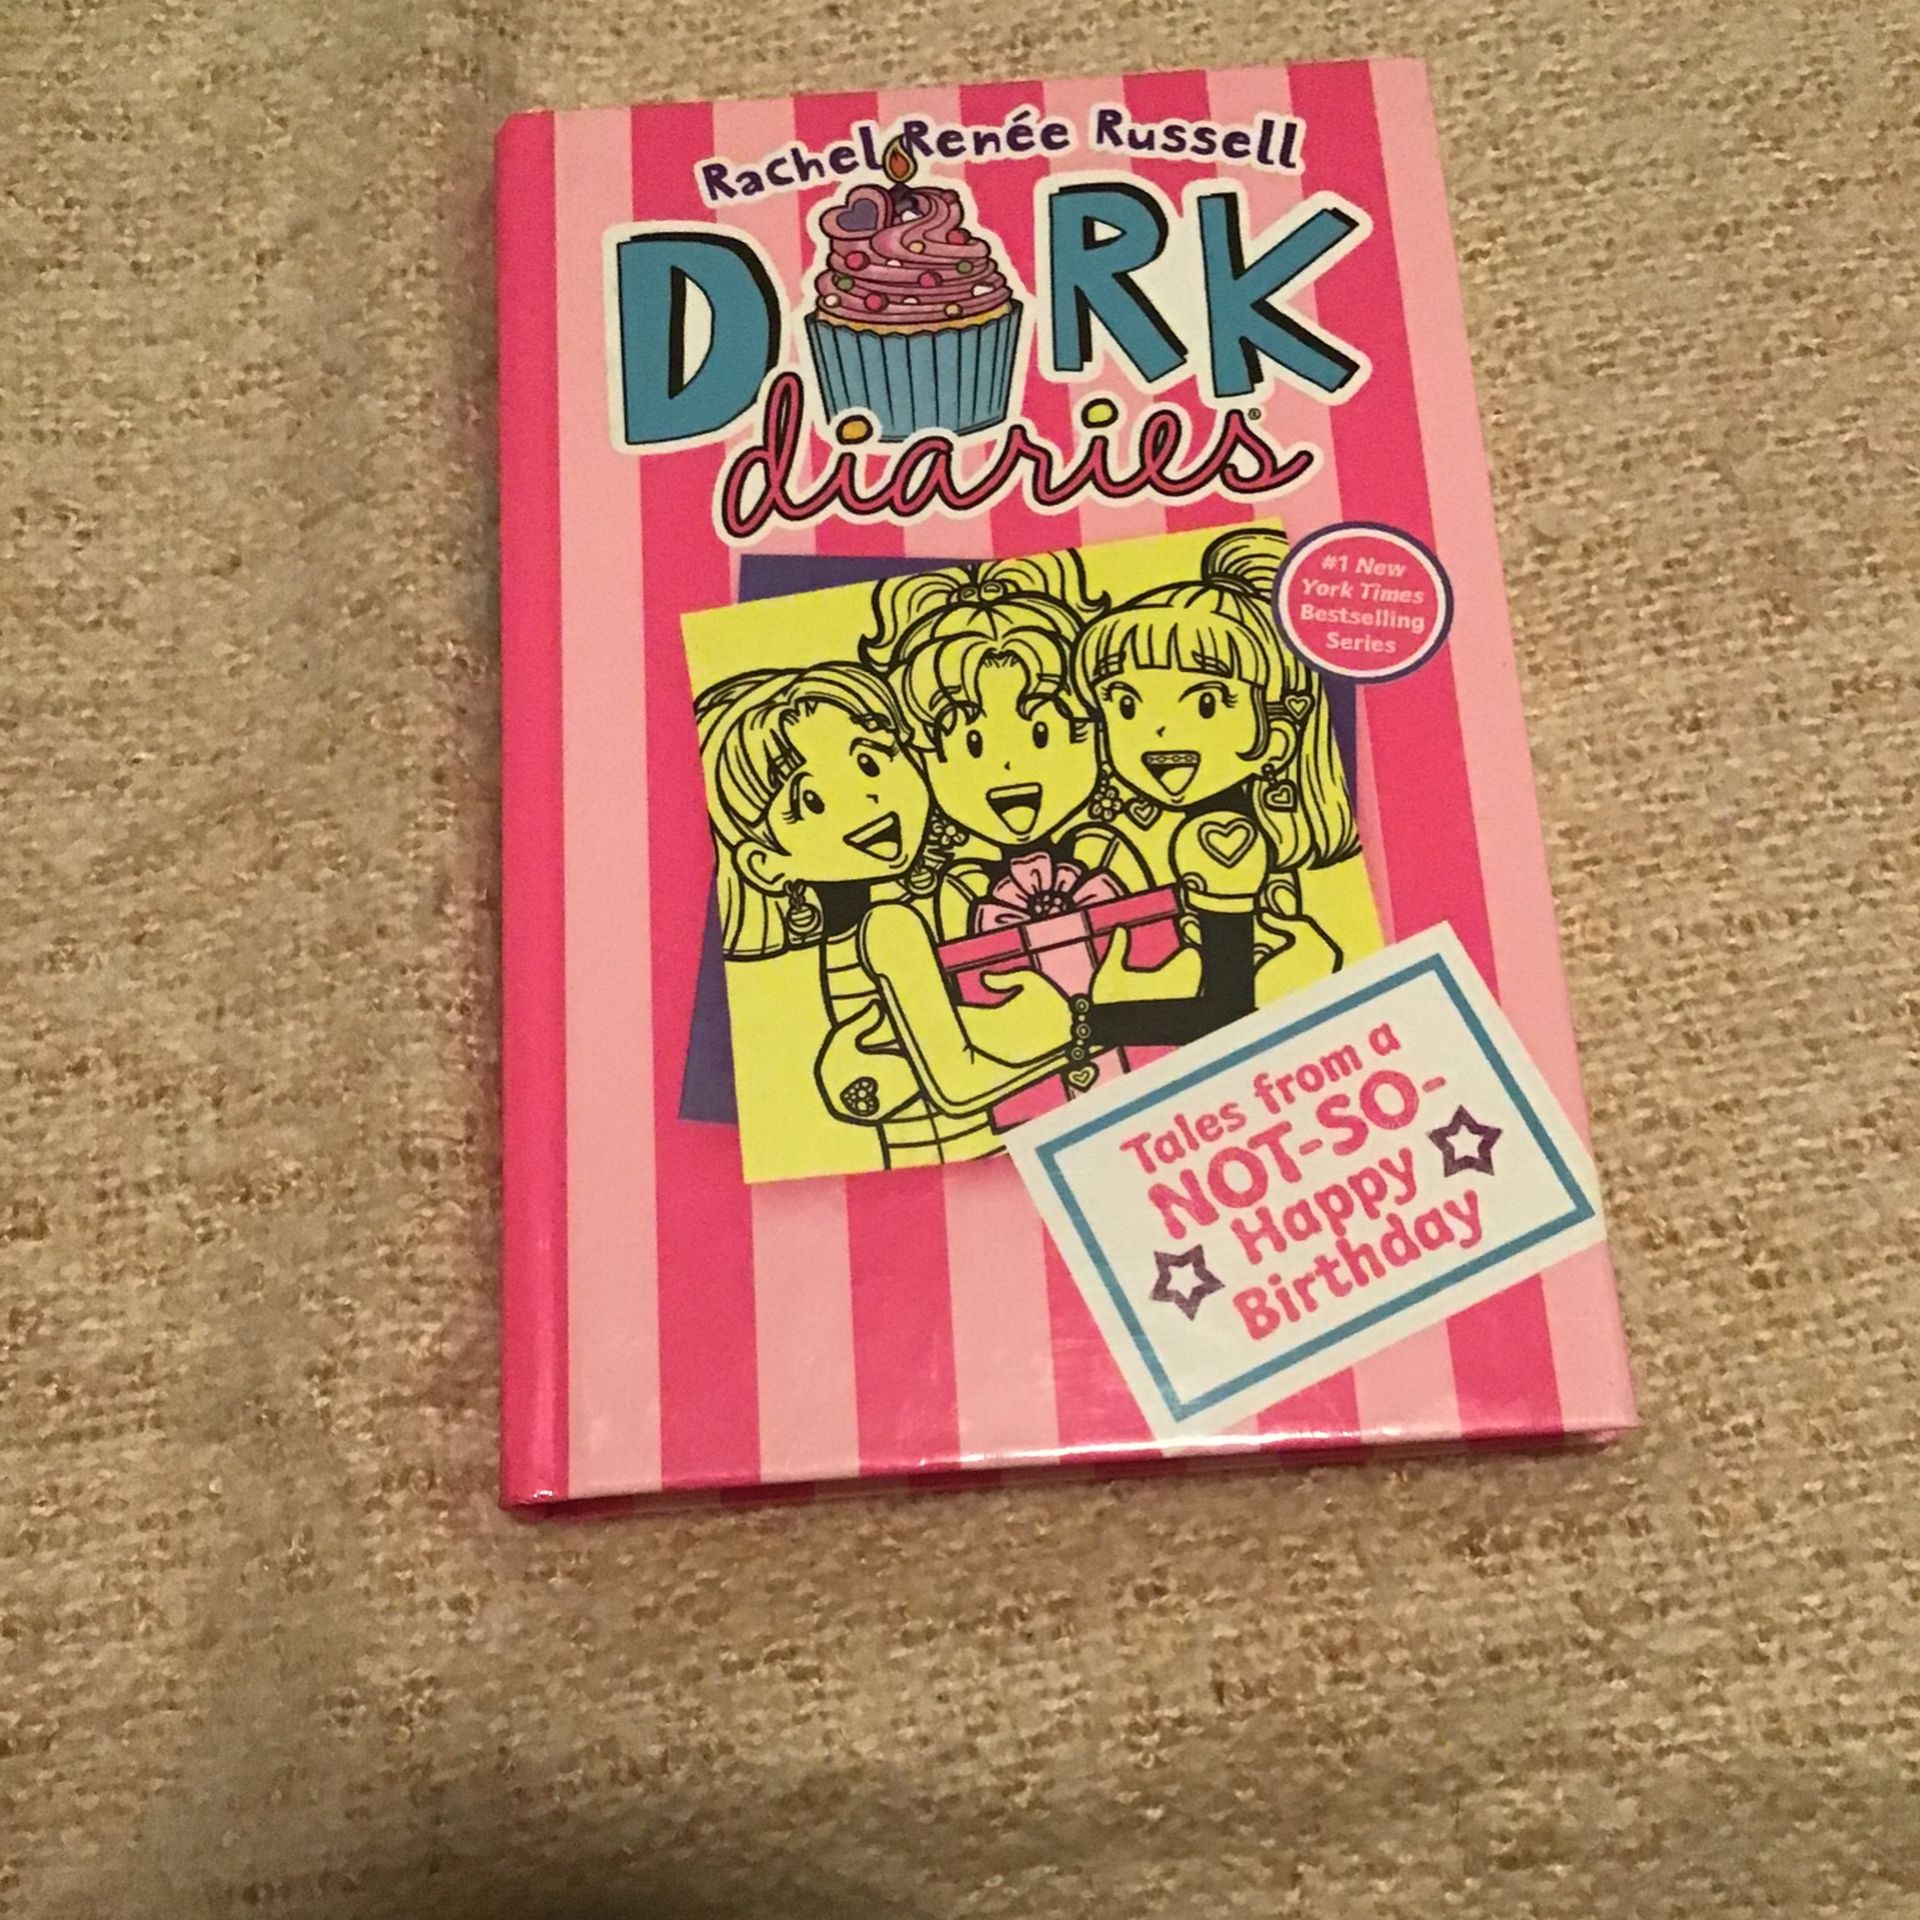 Rachel Renée Russell
DORK
diaries®
#1 New
York Times
Bestselling
Series
Tales from a
NOT-SO-
Happy
Birthday